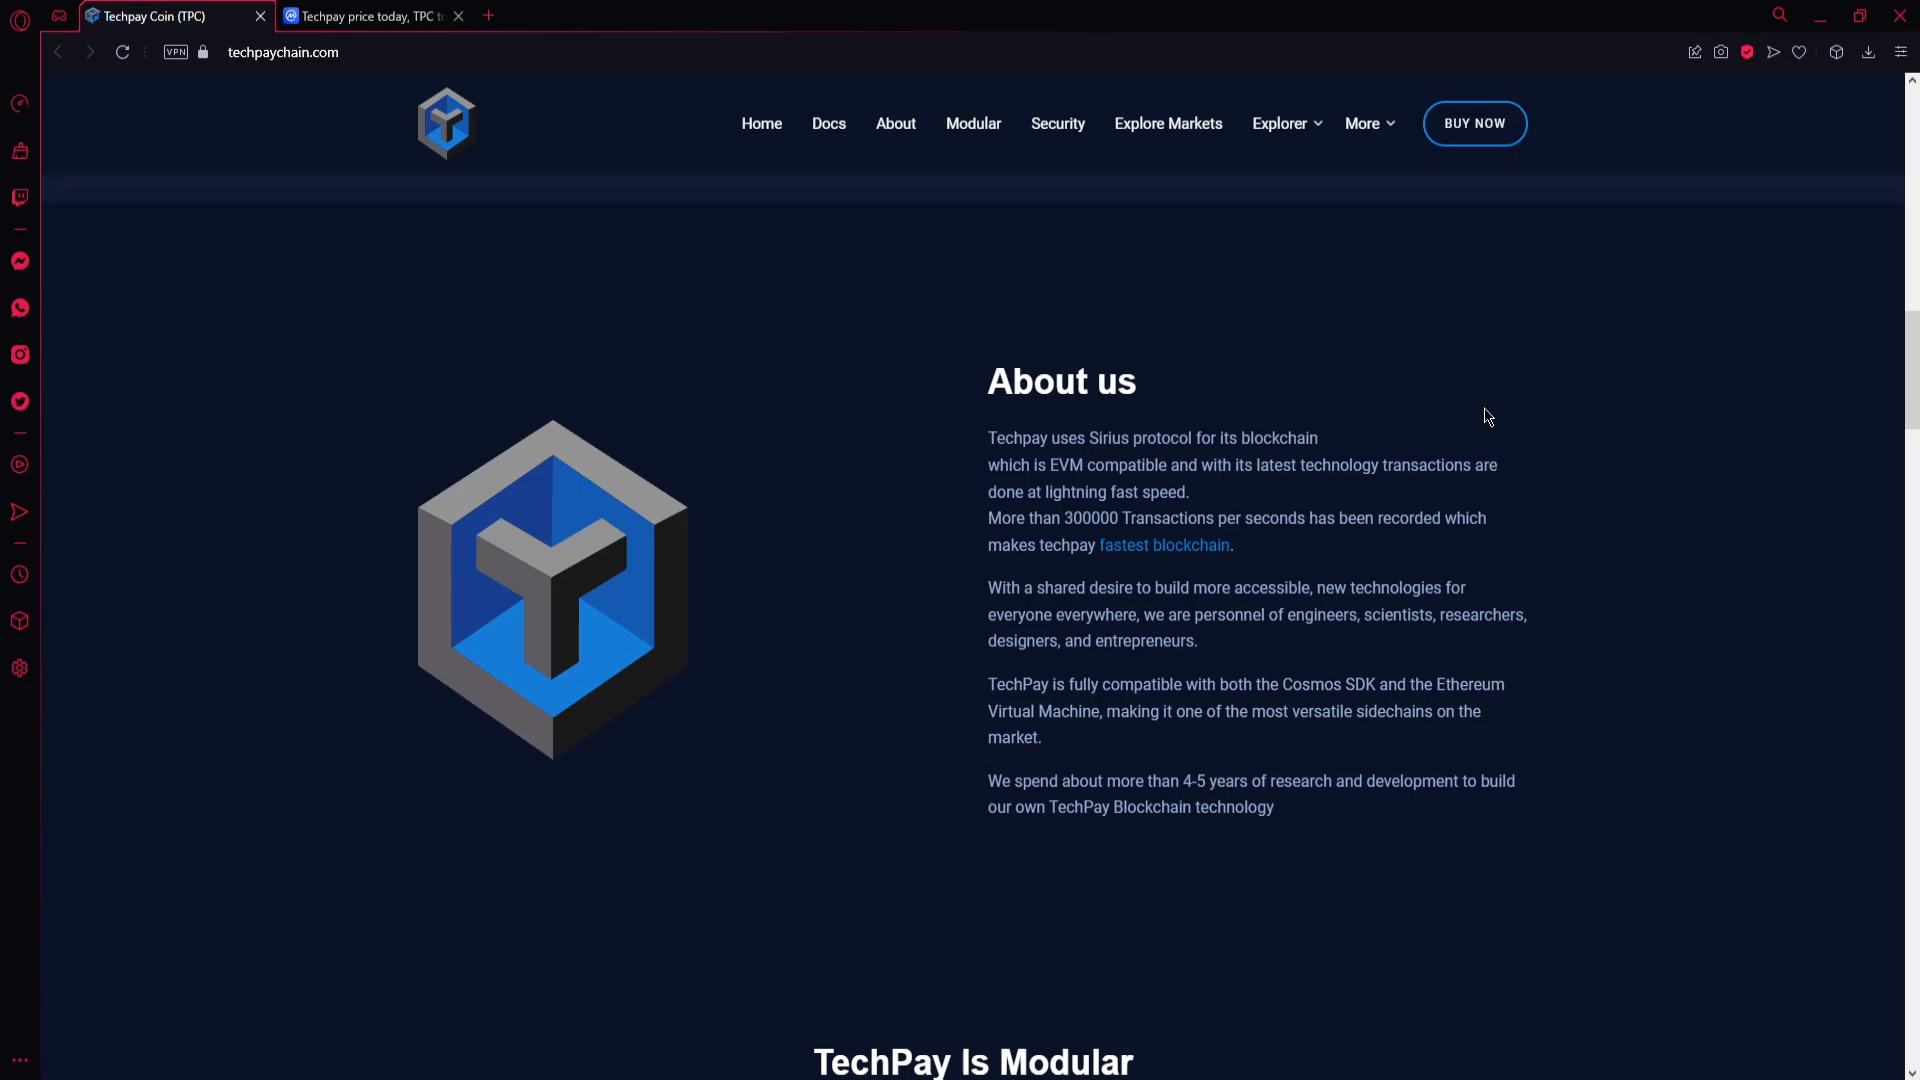 Techpay Coin (TPC)
Techpay price today, TPC to
VPN
techpaychain.com
Home
Docs
About
Modular
Security
Explore Markets
Explorer
More
BUY NOW
About us
Techpay uses Sirius protocol for its blockchain
which is EVM compatible and with its latest technology transactions are
done at lightning fast speed.
More than 300000 Transactions per seconds has been recorded which
makes techpay fastest blockchain.
With a shared desire to build more accessible, new technologies for
everyone everywhere, we are personnel of engineers, scientists, researchers,
designers, and entrepreneurs.
TechPay is fully compatible with both the Cosmos SDK and the Ethereum
Virtual Machine, making it one of the most versatile sidechains on the
market.
We spend about more than 4-5 years of research and development to build
our own TechPay Blockchain technology
TechPay Is Modular